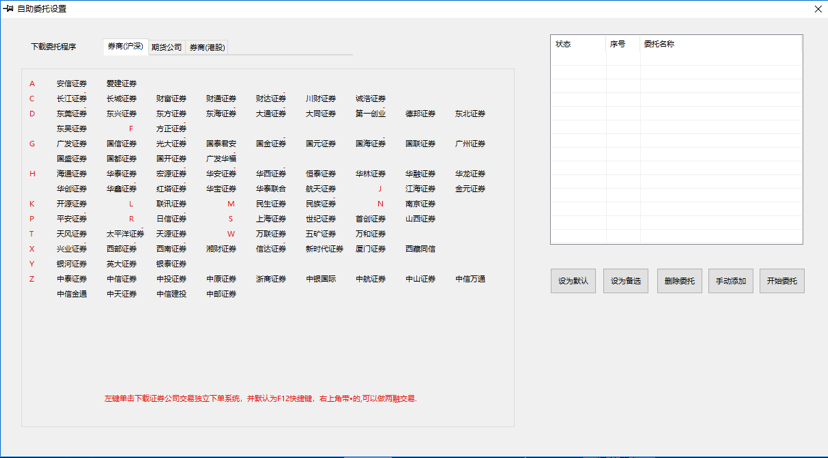 自助委托设置
下载委托程序 券商(沪深) 期货公司 券商(港股)
A 安信证券 爱建证券
C 长江证券 长城证券 财富证券 财通证券 财达证券 川财证券 诚浩证券
D 东莞证券 东兴证券 东方证券 东海证券 大通证券 大同证券 第一创业 德邦证券 东北证券
东吴证券 F 方正证券
G 广发证券 国信证券 光大证券 国泰君安 国金证券 国元证券 国海证券 国联证券 广州证券
国盛证券 国都证券 国开证券 广发华福
H 海通证券 华泰证券 宏源证券 华安证券 华西证券 恒泰证券 华林证券 华融证券 华龙证券
华创证券 华鑫证券 红塔证券 华宝证券 华泰联合 航天证券 J 江海证券 金元证券
K 开源证券 L 联讯证券 M 民生证券 民族证券 N 南京证券
P 平安证券 R 日信证券 S 上海证券 世纪证券 首创证券 山西证券
T 天风证券 太平洋证券 天源证券 W 万联证券 五矿证券 万和证券
X 兴业证券 西部证券 西南证券 湘财证券 信达证券 新时代证券 厦门证券 西藏同信
Y 银河证券 英大证券 银泰证券
Z 中泰证券 中信证券 中投证券 中原证券 浙商证券 中银国际 中航证券 中山证券 中信万通
中信金通 中天证券 中信建投 中邮证券
左键单击下载证券公司交易独立下单系统，并默认为F12快捷键，右上角带•的,可以做两融交易.
状态 序号 委托名称
设为默认 设为备选 删除委托 手动添加 开始委托